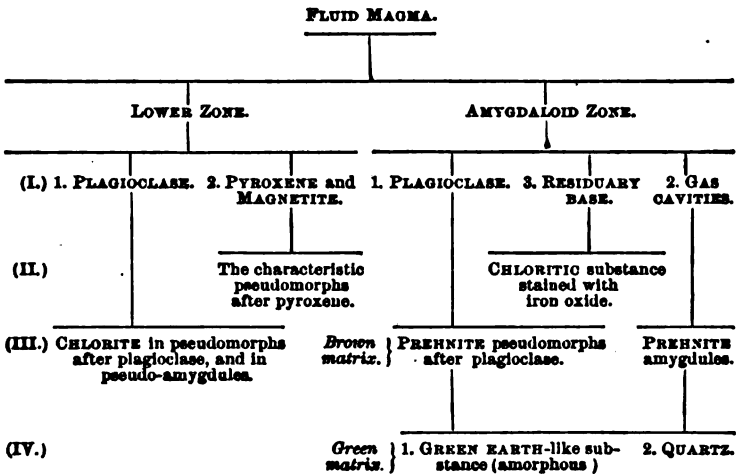 FLUID MAGMA.
LOWER ZONE. AMYGDALOID ZONE.
(I.) 1. PLAGIOCLASE. 2. PYROXENE and 1. PLAGIOCLASE. 3. RESIDUARY 2. GAS
MAGNETITE. BASE. CAVITIES.
(II.) The characteristic CHLORITIC substance
pseudomorphs stained with
after pyroxene. iron oxide.
(III.) CHLORITE in pseudomorphs Brown } PREHNITE pseudomorphs PREHNITE
after plagioclase, and in matrix. after plagioclase. amygdules.
pseudo-amygdules.
(IV.) Green } 1. GREEN EARTH-like sub- 2. QUARTZ.
matrix. stance (amorphous)